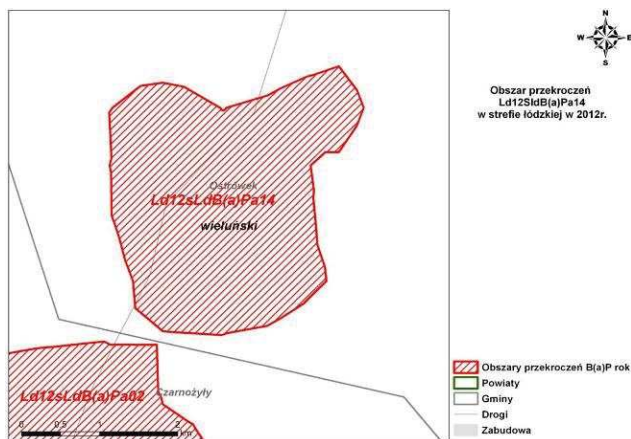 N
W E
S
Obszar przekroczeń
Ld12SldB(a)Pa14
w strefie łódzkiej w 2012r.
Ostrówek
Ld12sLdB(a)Pa14
wieluński
Ld12sLdB(a)Pa02
Czarnożyły
0 0,5 1 2
km
Obszary przekroczeń B(a)P rok
Powiaty
Gminy
Drogi
Zabudowa